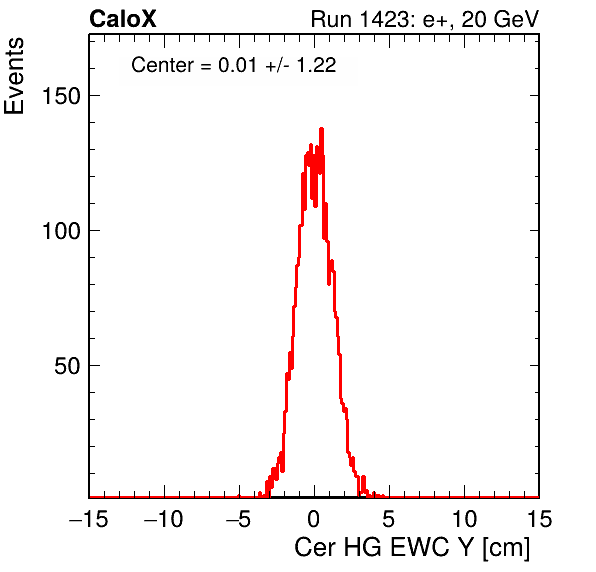 CaloX Run 1423: e+, 20 GeV
Events
Center = 0.01 +/- 1.22
150
100
50
−15 −10 −5 0 5 10 15
Cer HG EWC Y [cm]